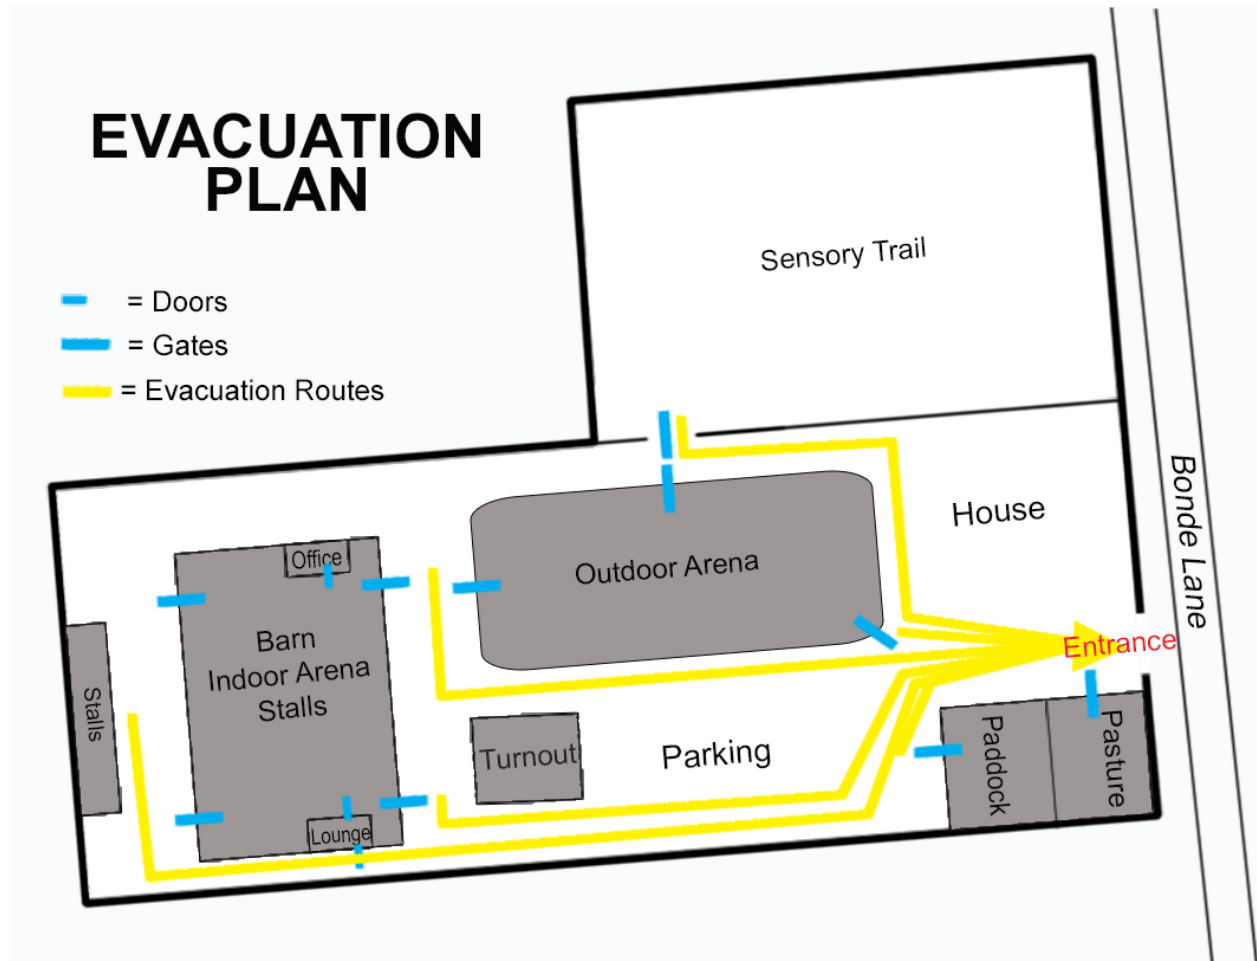 EVACUATION
PLAN
= Doors
= Gates
= Evacuation Routes
Sensory Trail
Bonde Lane
House
Office
Outdoor Arena
Barn
Indoor Arena
Stalls
Entrance
Stalls
Turnout
Parking
Paddock
Pasture
Lounge